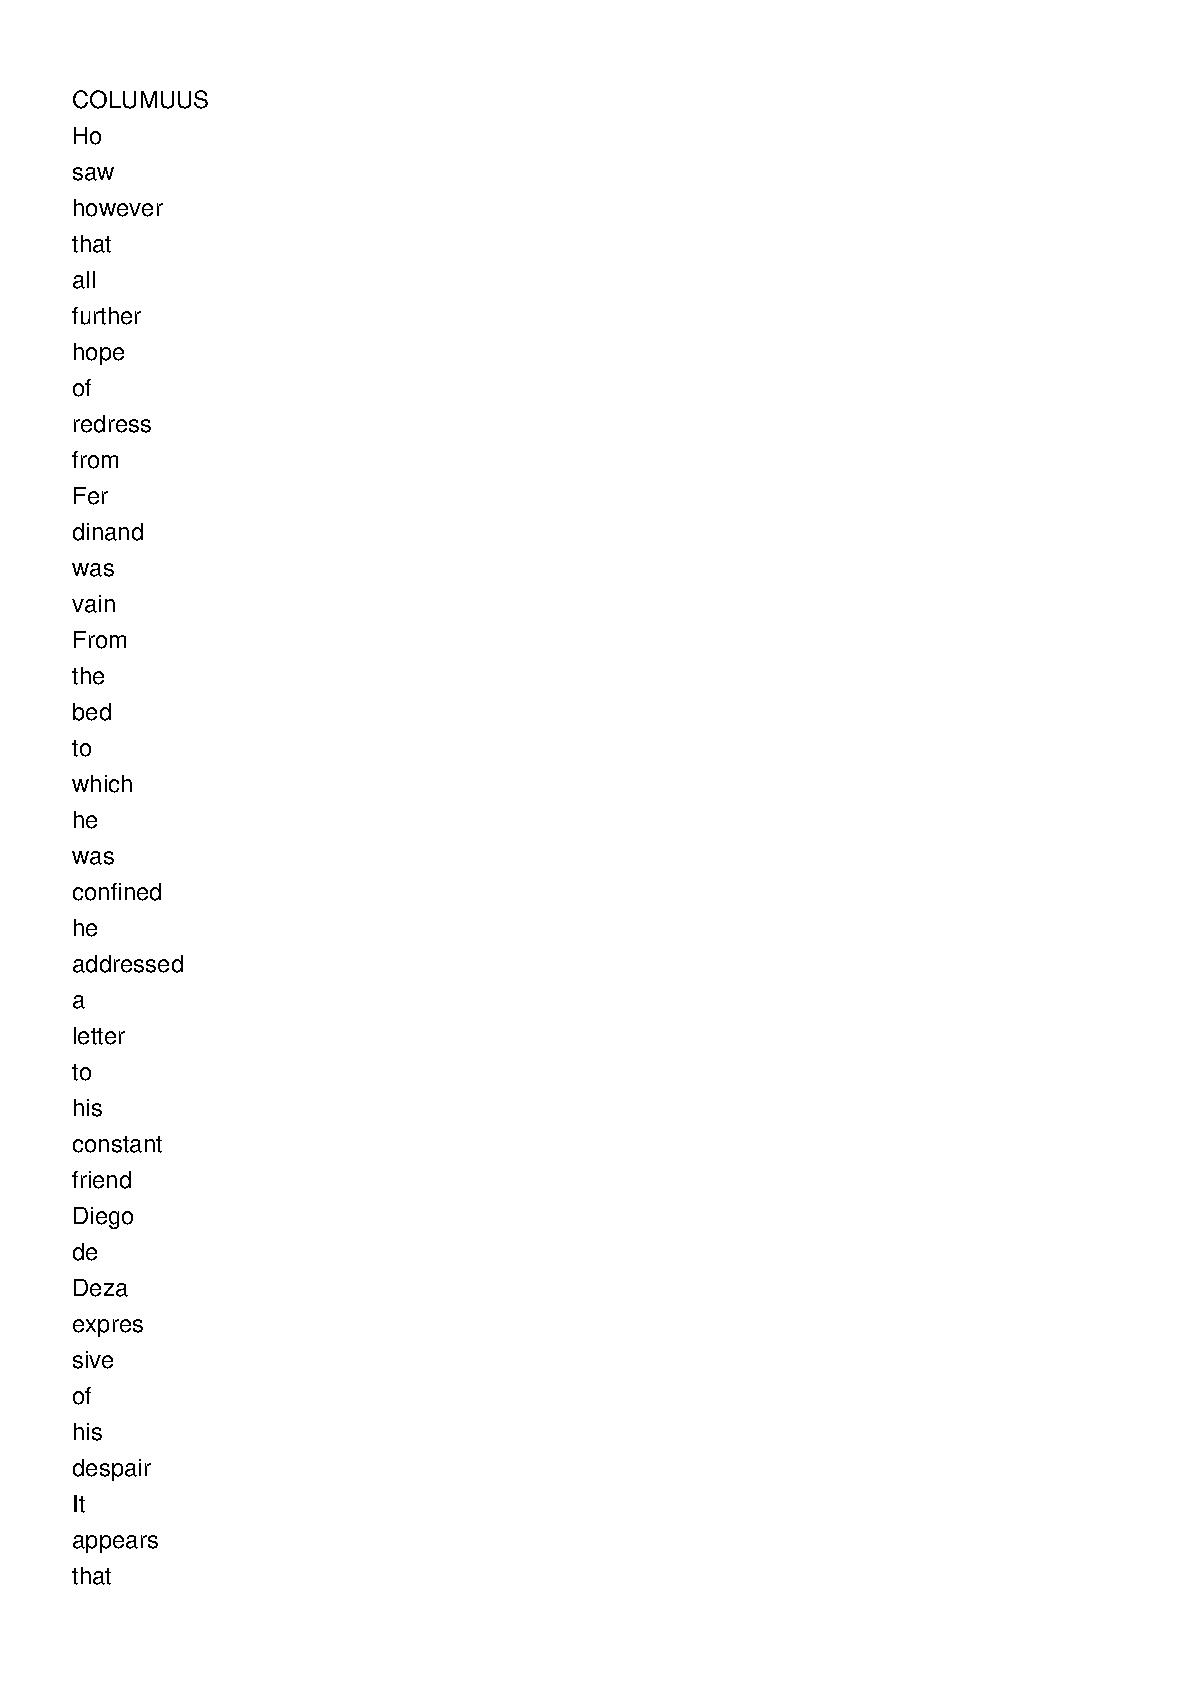 COLUMUUS
Ho
saw
however
that
all
further
hope
of
redress
from
Fer
dinand
was
vain
From
the
bed
to
which
he
was
confined
he
addressed
a
letter
to
his
constant
friend
Diego
de
Deza
expres
sive
of
his
despair
It
appears
that